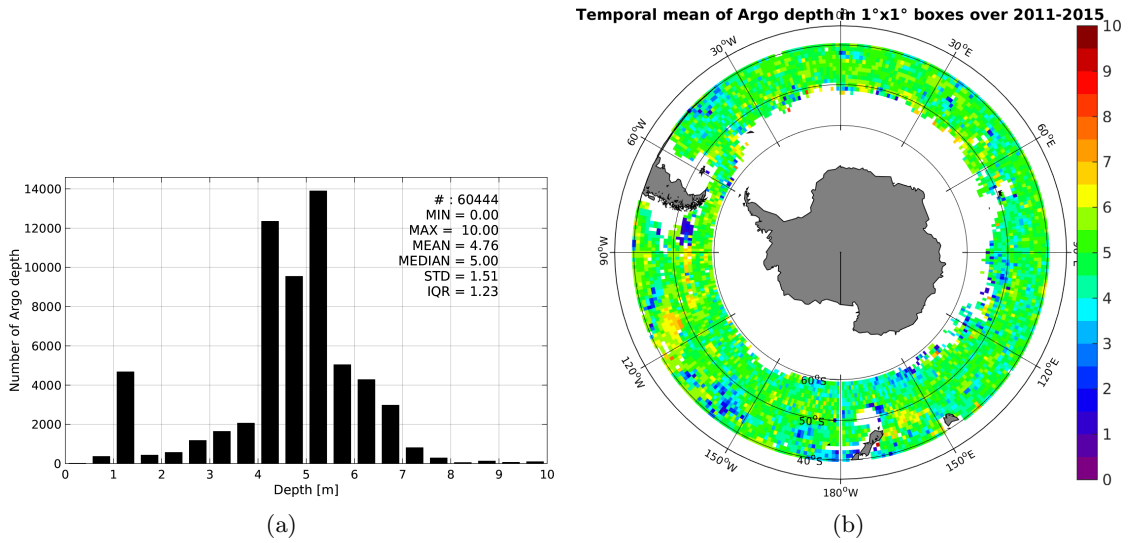 Temporal mean of Argo depth in 1°x1° boxes over 2011-2015
14000
12000
10000
8000
6000
4000
2000
0
Number of Argo depth
# : 60444
MIN = 0.00
MAX = 10.00
MEAN = 4.76
MEDIAN = 5.00
STD = 1.51
IQR = 1.23
0 1 2 3 4 5 6 7 8 9 10
Depth [m]
(a)
0°
30°W
30°E
60°W
60°E
90°W
120°W
120°E
150°W
150°E
180°W
60°S
50°S
40°S
10
9
8
7
6
5
4
3
2
1
0
(b)